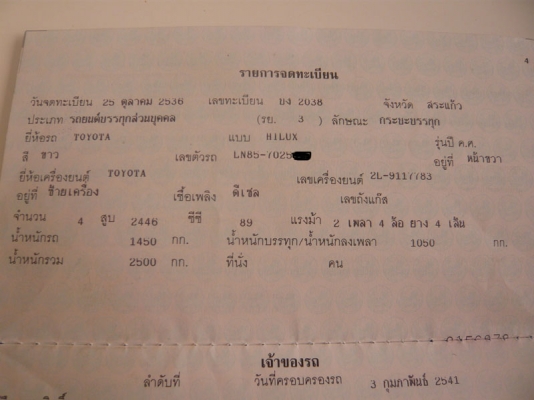 4
รายการจดทะเบียน
วันจดทะเบียน 25 ตุลาคม 2536 เลขทะเบียน ยง 2038 จังหวัด สระแก้ว
ประเภท รถยนต์บรรทุกส่วนบุคคล (รย. 3 ) ลักษณะ กระบะบรรทุก
ยี่ห้อรถ TOYOTA แบบ HILUX รุ่นปี ค.ศ.
สี ขาว เลขตัวรถ LN85-7025 อยู่ที่ หน้าขวา
ยี่ห้อเครื่องยนต์ TOYOTA เลขเครื่องยนต์ 2L-9117783
อยู่ที่ ซ้ายเครื่อง เชื้อเพลิง ดีเซล เลขถังแก๊ส
จำนวน 4 สูบ 2446 ซีซี 89 แรงม้า 2 เพลา 4 ล้อ ยาง 4 เส้น
น้ำหนักรถ 1450 กก. น้ำหนักบรรทุก/น้ำหนักลงเพลา 1050 กก.
น้ำหนักรวม 2500 กก. ที่นั่ง คน
เจ้าของรถ
ลำดับที่ วันที่ครอบครองรถ 3 กุมภาพันธ์ 2541